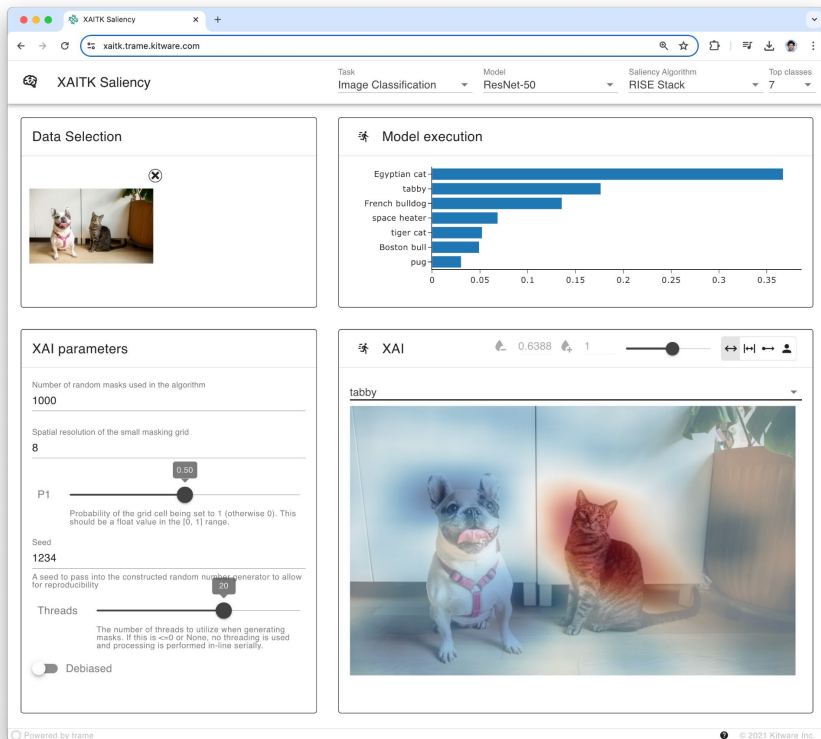 XAITK Saliency
xaitk.trame.kitware.com
XAITK Saliency
Task
Image Classification
Model
ResNet-50
Saliency Algorithm
RISE Stack
Top classes
7
Data Selection
Model execution
Egyptian cat
tabby
French bulldog
space heater
tiger cat
Boston bull
pug
0 0.05 0.1 0.15 0.2 0.25 0.3 0.35
XAI parameters
Number of random masks used in the algorithm
1000
Spatial resolution of the small masking grid
8
0.50
P1
Probability of the grid cell being set to 1 (otherwise 0). This
should be a float value in the [0, 1] range.
Seed
1234
A seed to pass into the constructed random number generator to allow
for reproducibility
20
Threads
The number of threads to utilize when generating
masks. If this is <=0 or None, no threading is used
and processing is performed in-line serially.
Debiased
XAI
0.6388
1
tabby
Powered by trame
© 2021 Kitware Inc.